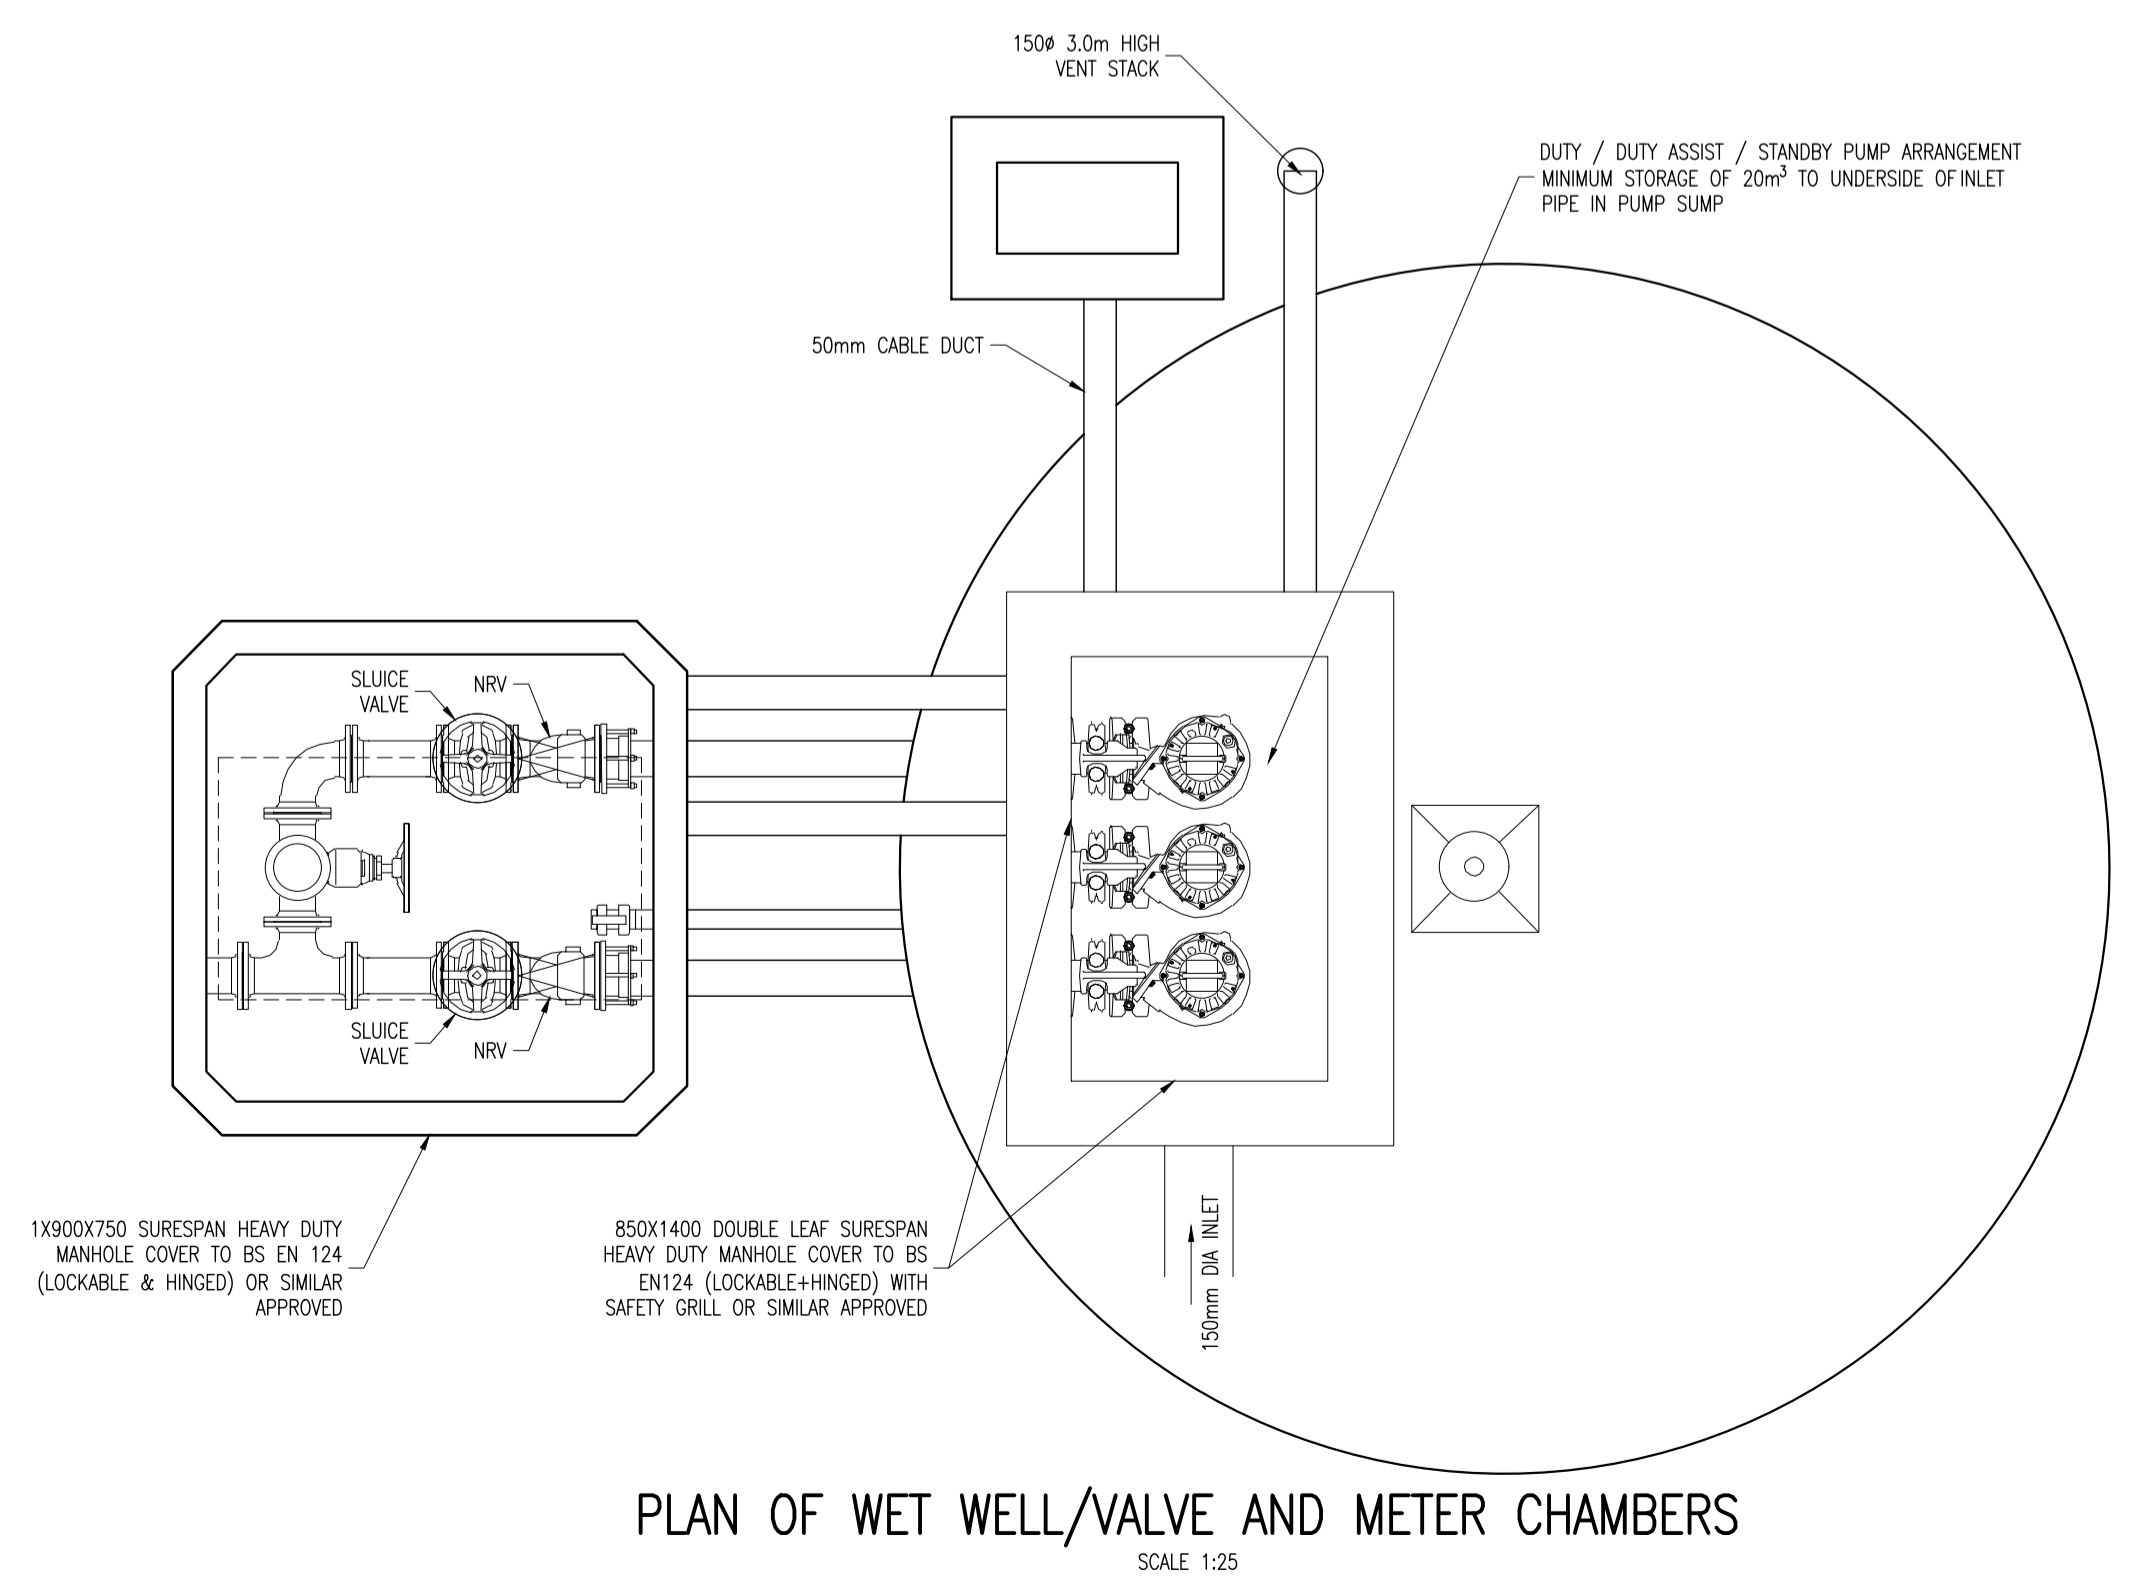 150ø 3.0m HIGH
VENT STACK
DUTY / DUTY ASSIST / STANDBY PUMP ARRANGEMENT
MINIMUM STORAGE OF 20m³ TO UNDERSIDE OF INLET
PIPE IN PUMP SUMP
50mm CABLE DUCT
SLUICE
VALVE
NRV
SLUICE
VALVE
NRV
1X900X750 SURESPAN HEAVY DUTY
MANHOLE COVER TO BS EN 124
(LOCKABLE & HINGED) OR SIMILAR
APPROVED
850X1400 DOUBLE LEAF SURESPAN
HEAVY DUTY MANHOLE COVER TO BS
EN124 (LOCKABLE+HINGED) WITH
SAFETY GRILL OR SIMILAR APPROVED
150mm DIA INLET
PLAN OF WET WELL/VALVE AND METER CHAMBERS
SCALE 1:25